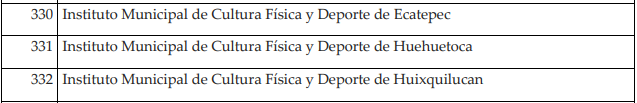 330 Instituto Municipal de Cultura Física y Deporte de Ecatepec
331 Instituto Municipal de Cultura Física y Deporte de Huehuetoca
332 Instituto Municipal de Cultura Física y Deporte de Huixquilucan